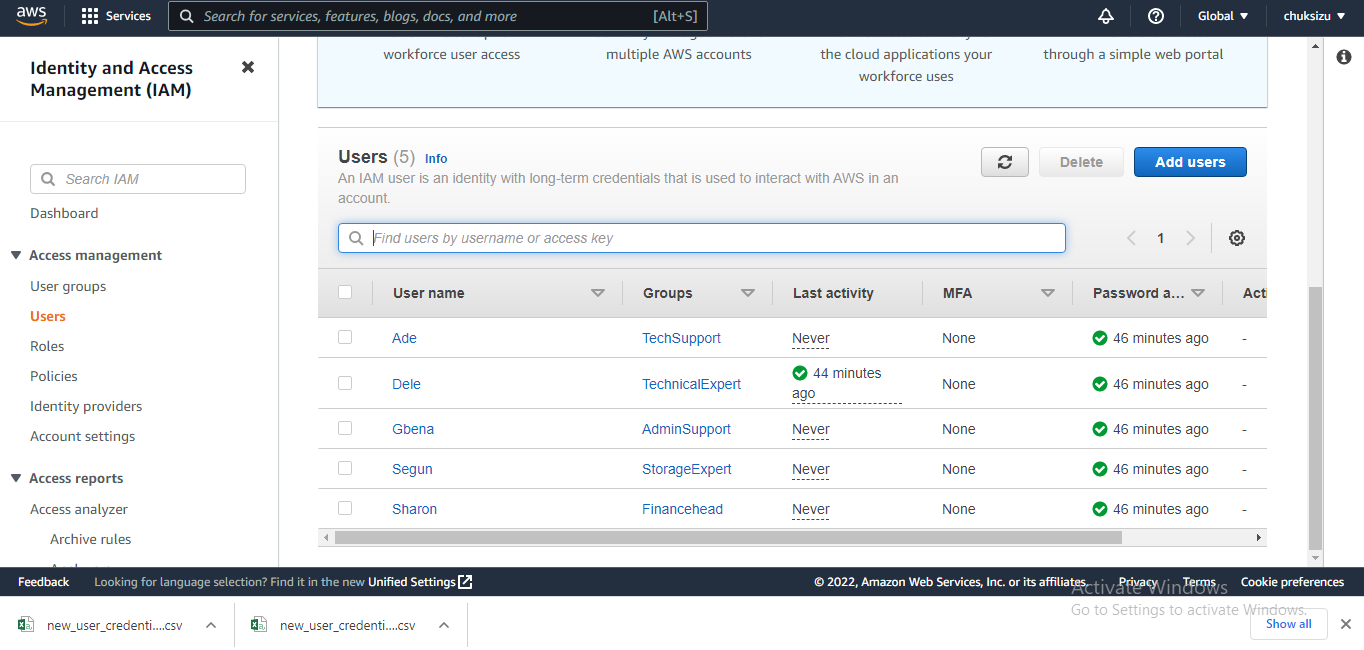 aws
Services
Search for services, features, blogs, docs, and more
[Alt+S]
Global
chuksizu
Identity and Access
Management (IAM)
Search IAM
Dashboard
Access management
User groups
Users
Roles
Policies
Identity providers
Account settings
Access reports
Access analyzer
Archive rules
workforce user access
multiple AWS accounts
the cloud applications your
workforce uses
through a simple web portal
Users (5) Info
An IAM user is an identity with long-term credentials that is used to interact with AWS in an
account.
Delete
Add users
Find users by username or access key
1
User name Groups Last activity MFA Password a... Acti
Ade TechSupport Never None 46 minutes ago -
Dele TechnicalExpert 44 minutes ago None 46 minutes ago -
Gbena AdminSupport Never None 46 minutes ago -
Segun StorageExpert Never None 46 minutes ago -
Sharon Financehead Never None 46 minutes ago -
Feedback Looking for language selection? Find it in the new Unified Settings
© 2022, Amazon Web Services, Inc. or its affiliates. Privacy Terms Cookie preferences
Activate Windows
Go to Settings to activate Windows.
new_user_credenti....csv
new_user_credenti....csv
Show all